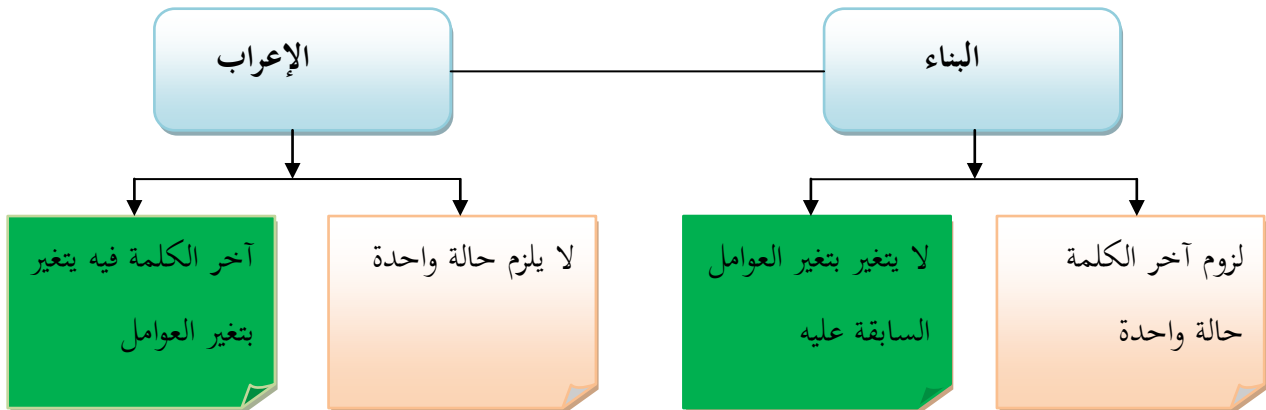 البناء
الإعراب
لزوم آخر الكلمة
حالة واحدة
لا يتغير بتغير العوامل
السابقة عليه
لا يلزم حالة واحدة
آخر الكلمة فيه يتغير
بتغير العوامل